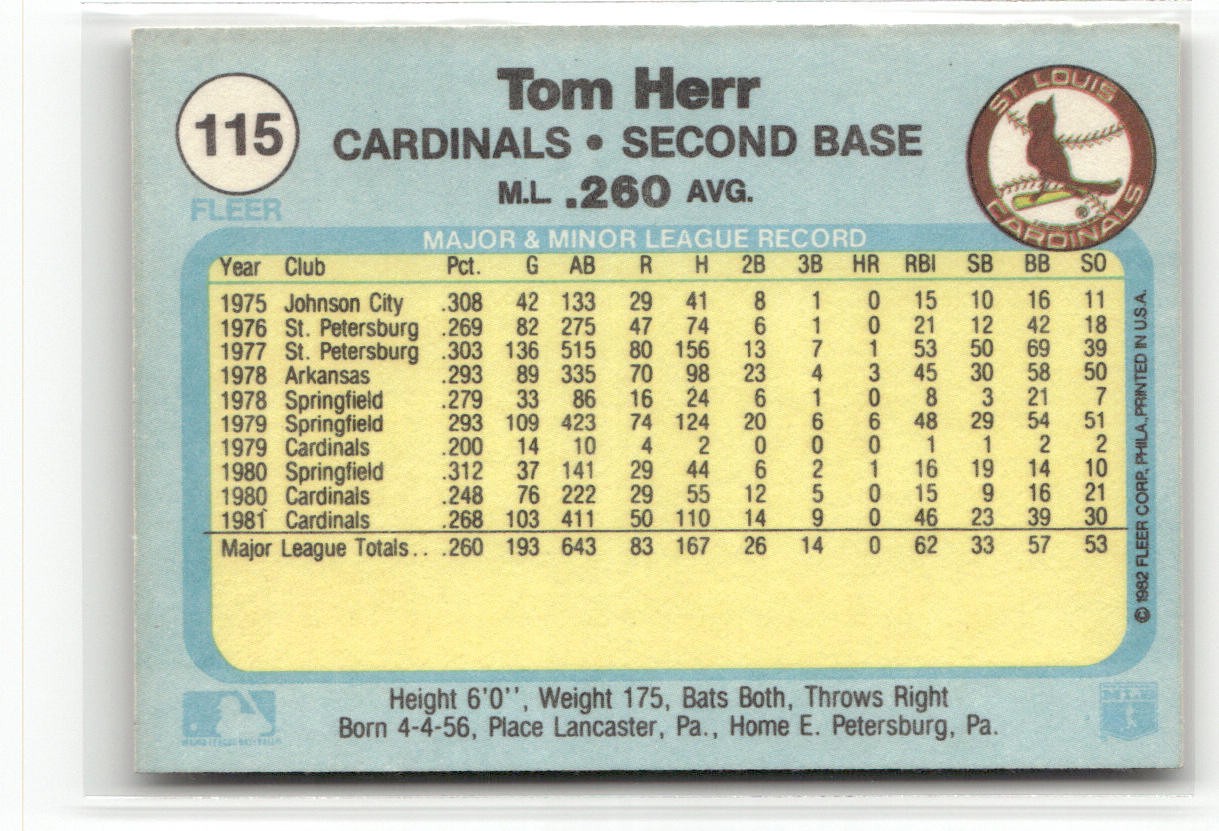 115
FLEER
Tom Herr
CARDINALS • SECOND BASE
M.L. .260 AVG.
ST. LOUIS
CARDINALS
MAJOR & MINOR LEAGUE RECORD
Year Club Pct. G AB R H 2B 3B HR RBI SB BB SO
1975 Johnson City .308 42 133 29 41 8 1 0 15 10 16 11
1976 St. Petersburg .269 82 275 47 74 6 1 0 21 12 42 18
1977 St. Petersburg .303 136 515 80 156 13 7 1 53 50 69 39
1978 Arkansas .293 89 335 70 98 23 4 3 45 30 58 50
1978 Springfield .279 33 86 16 24 6 1 0 8 3 21 7
1979 Springfield 293 109 423 74 124 20 6 6 48 29 54 51
1979 Cardinals .200 14 10 4 2 0 0 0 1 1 2 2
1980 Springfield .312 37 141 29 44 6 2 1 16 19 14 10
1980 Cardinals .248 76 222 29 55 12 5 0 15 9 16 21
1981 Cardinals .268 103 411 50 110 14 9 0 46 23 39 30
Major League Totals.. .260 193 643 83 167 26 14 0 62 33 57 53
© 1982 FLEER CORP., PHILA., PRINTED IN U.S.A.
Height 6'0'', Weight 175, Bats Both, Throws Right
Born 4-4-56, Place Lancaster, Pa., Home E. Petersburg, Pa.
MAJOR LEAGUE BASEBALL